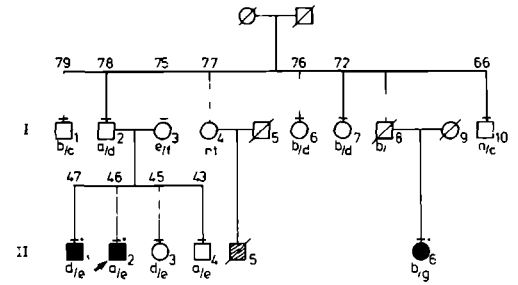 79 78 75 77 76 72 66
I
1 2 3 4 5 6 7 8 9 10
b/c a/d e/f nt b/d b/d b/ n/c
47 46 45 43
II
1 2 3 4 5 6
d/e a/e d/e a/e b/g